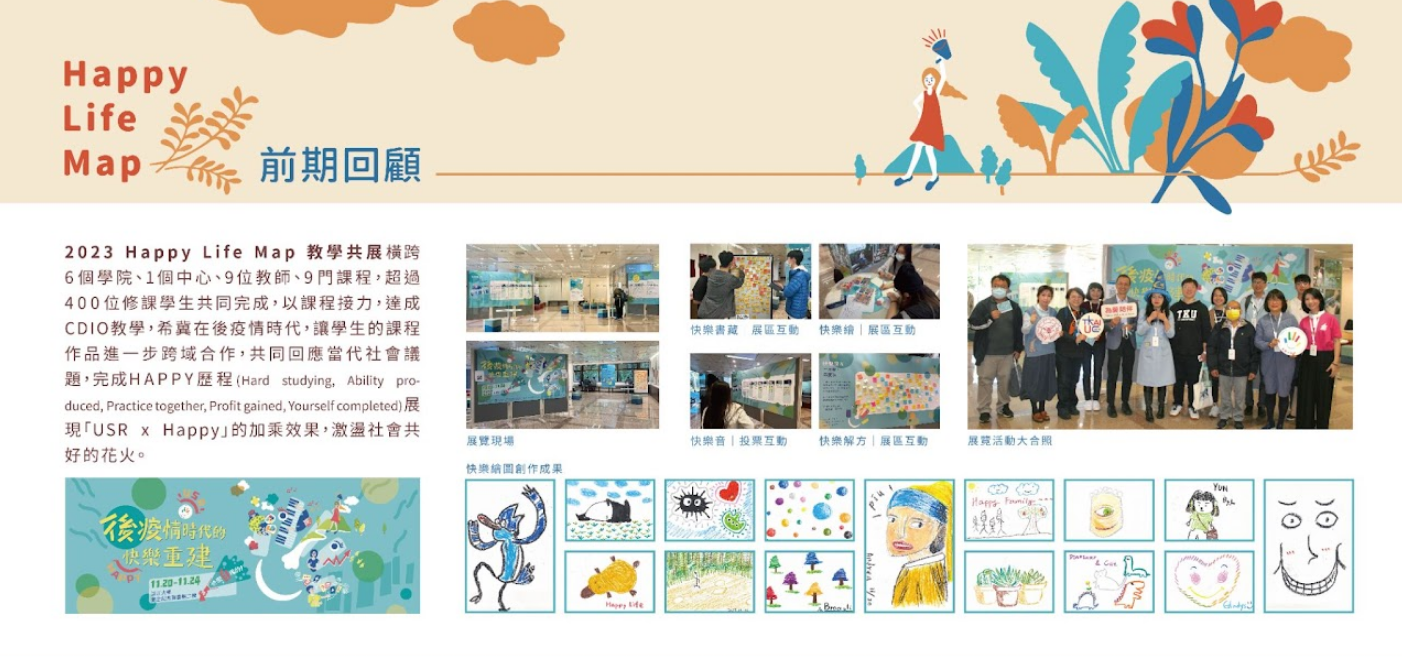 Happy
Life
Map
前期回顧
2023 Happy Life Map 教學共展橫跨
6個學院、1個中心、9位教師、9門課程，超過
400位修課學生共同完成，以課程接力，達成
CDIO教學，希冀在後疫情時代，讓學生的課程
作品進一步跨域合作，共同回應當代社會議
題，完成HAPPY歷程(Hard studying, Ability pro-
duced, Practice together, Profit gained, Yourself completed)展
現「USR x Happy」的加乘效果，激盪社會共
好的花火。
後疫情時代的
快樂重建
11.20-11.24
展覽現場
快樂書藏 展區互動
快樂繪｜展區互動
快樂音｜投票互動
快樂解方｜展區互動
後疫
TKU
展覽活動大合照
快樂繪圖創作成果
piu!
Happy Family
YUN
Happy Life